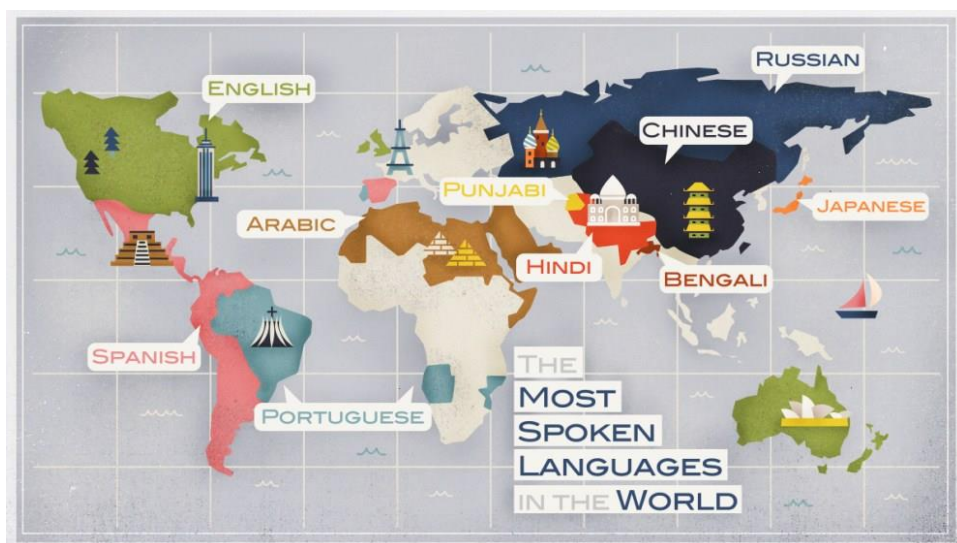 RUSSIAN
ENGLISH
CHINESE
PUNJABI
ARABIC
JAPANESE
HINDI
BENGALI
SPANISH
PORTUGUESE
THE
MOST
SPOKEN
LANGUAGES
IN THE WORLD